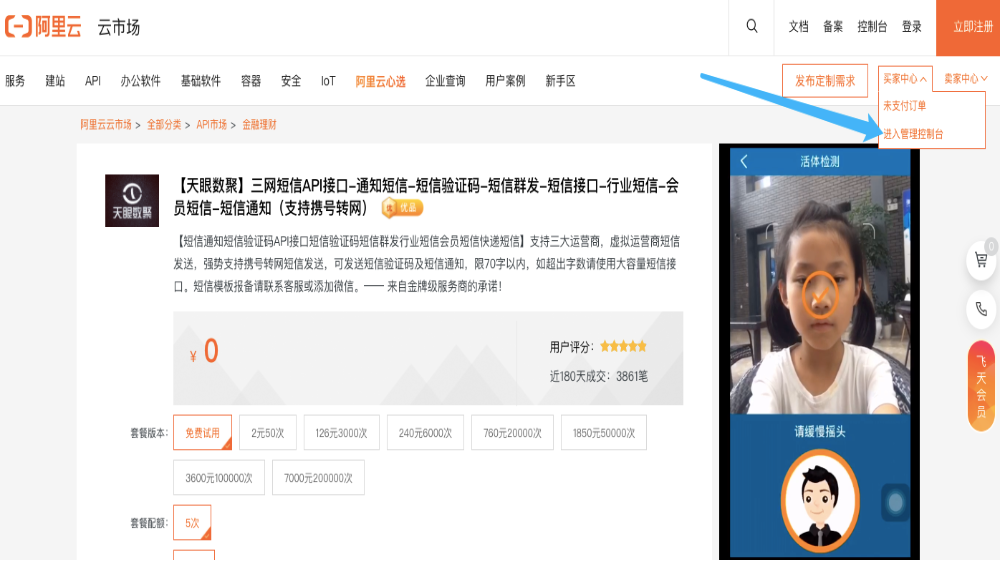 阿里云 云市场 文档 备案 控制台 登录 立即注册
服务 建站 API 办公软件 基础软件 容器 安全 IoT 阿里云心选 企业查询 用户案例 新手区 发布定制需求 买家中心 卖家中心
未支付订单
进入管理控制台
阿里云云市场 > 全部分类 > API市场 > 金融理财
天眼数聚
【天眼数聚】三网短信API接口–通知短信–短信验证码–短信群发–短信接口–行业短信–会
员短信–短信通知（支持携号转网） 优 优品
【短信通知短信验证码API接口短信验证码短信群发行业短信会员短信快递短信】支持三大运营商，虚拟运营商短信
发送，强势支持携号转网短信发送，可发送短信验证码及短信通知，限70字以内，如超出字数请使用大容量短信接
口。短信模板报备请联系客服或添加微信。—— 来自金牌级服务商的承诺！
¥ 0
用户评分：
近180天成交：3861笔
套餐版本： 免费试用 2元50次 126元3000次 240元6000次 760元20000次 1850元50000次
3600元100000次 7000元200000次
套餐配额： 5次
活体检测
请缓慢摇头
0
飞天会员